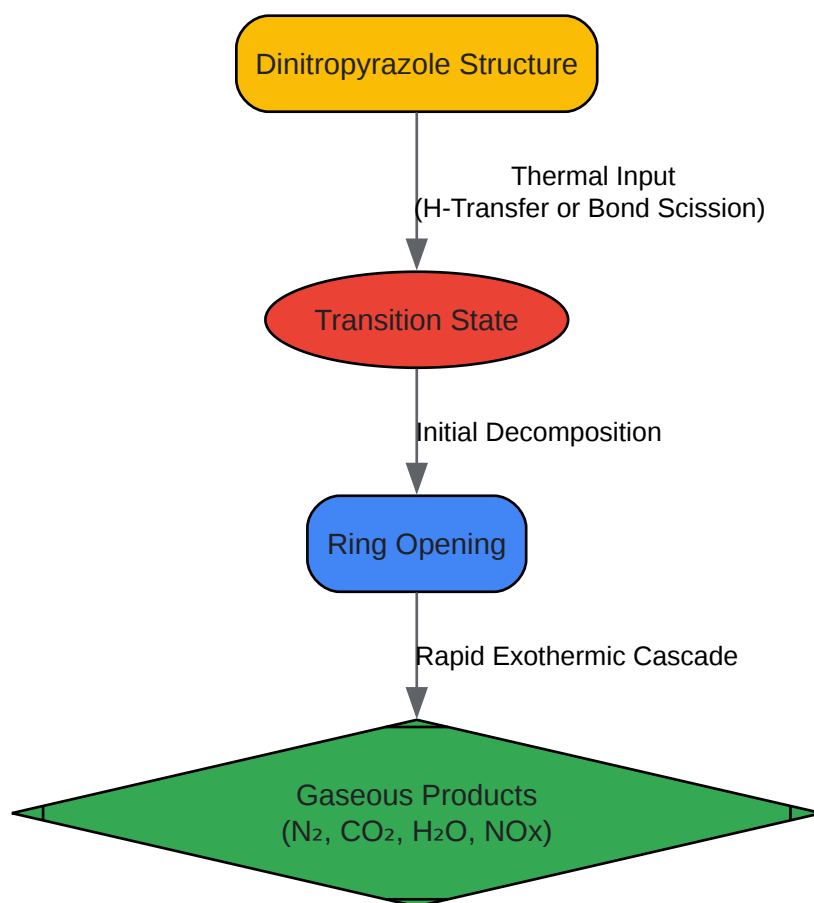 Dinitropyrazole Structure
Thermal Input
(H-Transfer or Bond Scission)
Transition State
Initial Decomposition
Ring Opening
Rapid Exothermic Cascade
Gaseous Products
(N₂, CO₂, H₂O, NOx)